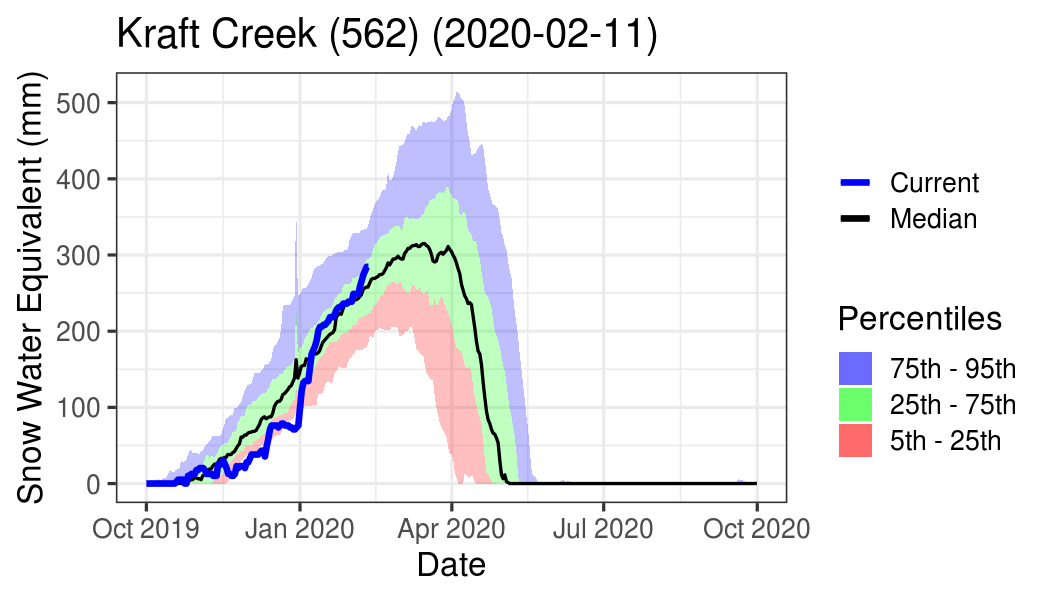 Kraft Creek (562) (2020-02-11)
Snow Water Equivalent (mm)
500
400
300
200
100
0
Oct 2019
Jan 2020
Apr 2020
Jul 2020
Oct 2020
Date
Current
Median
Percentiles
75th - 95th
25th - 75th
5th - 25th